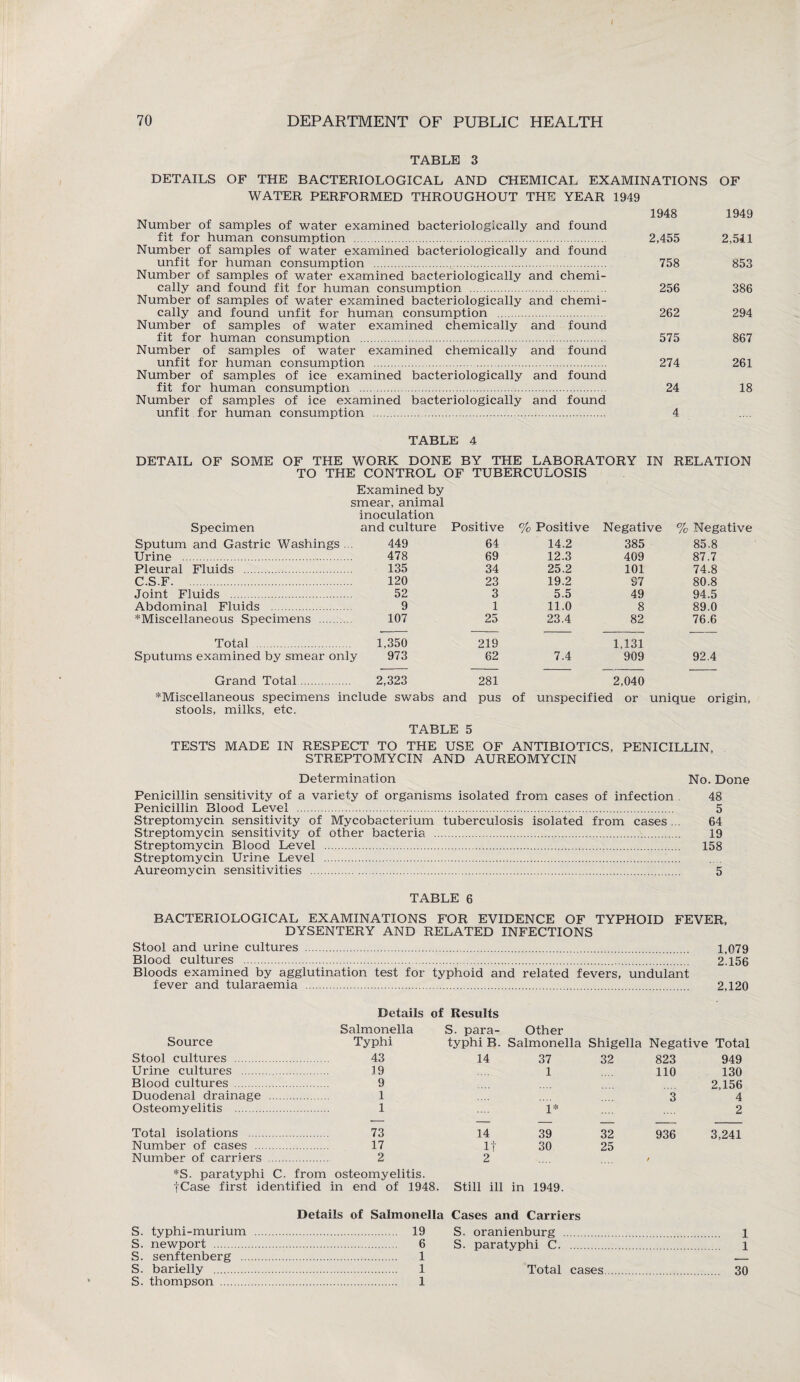 70 DEPARTMENT OF PUBLIC HEALTH
TABLE 3
DETAILS OF THE BACTERIOLOGICAL AND CHEMICAL EXAMINATIONS OF
WATER PERFORMED THROUGHOUT THE YEAR 1949
1948 1949
Number of samples of water examined bacteriologically and found
fit for human consumption 2,455 2,511
Number of samples of water examined bacteriologically and found
unfit for human consumption 758 853
Number of samples of water examined bacteriologically and chemi-
cally and found fit for human consumption 256 386
Number of samples of water examined bacteriologically and chemi-
cally and found unfit for human consumption 262 294
Number of samples of water examined chemically and found
fit for human consumption 575 867
Number of samples of water examined chemically and found
unfit for human consumption 274 261
Number of samples of ice examined bacteriologically and found
fit for human consumption 24 18
Number of samples of ice examined bacteriologically and found
unfit for human consumption 4 ....
TABLE 4
DETAIL OF SOME OF THE WORK DONE BY THE LABORATORY IN RELATION
TO THE CONTROL OF TUBERCULOSIS
Examined by
smear, animal
inoculation
Specimen and culture Positive % Positive Negative % Negative
Sputum and Gastric Washings ... 449 64 14.2 385 85.8
Urine 478 69 12.3 409 87.7
Pleural Fluids 135 34 25.2 101 74.8
C.S.F. 120 23 19.2 97 80.8
Joint Fluids 52 3 5.5 49 94.5
Abdominal Fluids 9 1 11.0 8 89.0
*Miscellaneous Specimens 107 25 23.4 82 76.6
Total 1,350 219 1,131
Sputums examined by smear only 973 62 7.4 909 92.4
Grand Total 2,323 281 2,040
*Miscellaneous specimens include swabs and pus of unspecified or unique origin,
stools, milks, etc.
TABLE 5
TESTS MADE IN RESPECT TO THE USE OF ANTIBIOTICS, PENICILLIN,
STREPTOMYCIN AND AUREOMYCIN
Determination No. Done
Penicillin sensitivity of a variety of organisms isolated from cases of infection 48
Penicillin Blood Level 5
Streptomycin sensitivity of Mycobacterium tuberculosis isolated from cases ... 64
Streptomycin sensitivity of other bacteria 19
Streptomycin Blood Level 158
Streptomycin Urine Level ....
Aureomycin sensitivities 5
TABLE 6
BACTERIOLOGICAL EXAMINATIONS FOR EVIDENCE OF TYPHOID FEVER,
DYSENTERY AND RELATED INFECTIONS
Stool and urine cultures 1,079
Blood cultures 2.156
Bloods examined by agglutination test for typhoid and related fevers, undulant
fever and tularaemia 2,120
Details of Results
Salmonella S. para- Other
Source Typhi typhi B. Salmonella Shigella Negative Total
Stool cultures 43 14 37 32 823 949
Urine cultures 19 .... 1 .... 110 130
Blood cultures 9 .... .... .... .... 2,156
Duodenal drainage 1 .... .... .... 3 4
Osteomyelitis 1 .... 1* .... .... 2
Total isolations 73 14 39 32 936 3,241
Number of cases 17 1† 30 25
Number of carriers 2 2 .... ....
*S. paratyphi C. from osteomyelitis.
†Case first identified in end of 1948. Still ill in 1949.
Details of Salmonella Cases and Carriers
S. typhi-murium 19 S. oranienburg 1
S. newport 6 S. paratyphi C. 1
S. senftenberg 1
S. barielly 1 Total cases 30
S. thompson 1